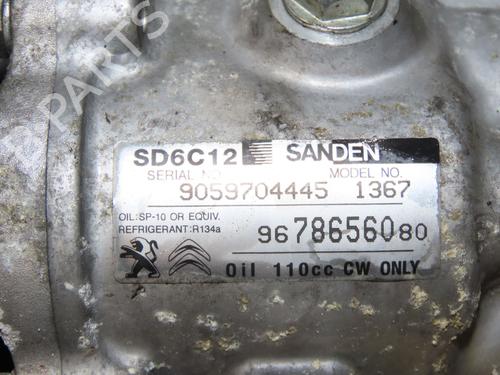 B-PARTS
SD6C12 SANDEN
SERIAL NO. MODEL NO.
9059704445 1367
OIL:SP-10 OR EQUIV.
REFRIGERANT:R134a
9678656080
Oil 110cc CW ONLY